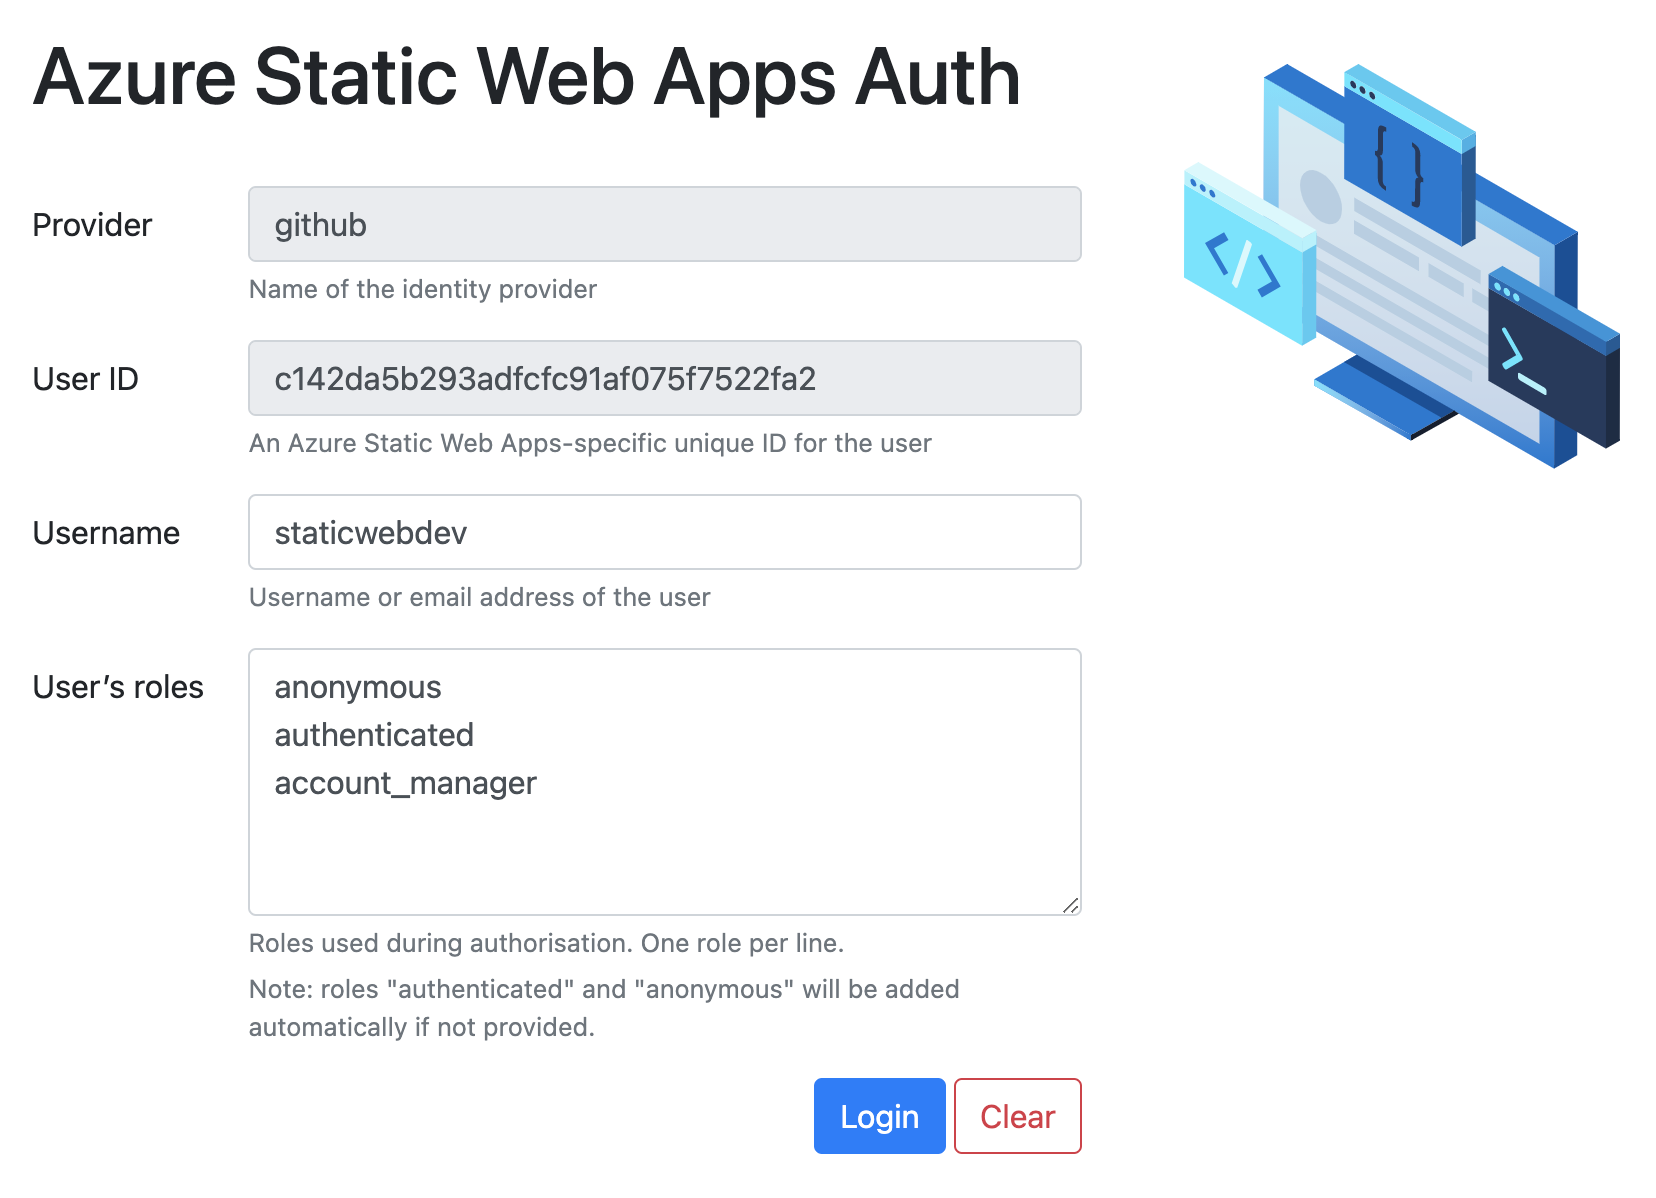 Azure Static Web Apps Auth
Provider
github
Name of the identity provider
User ID
c142da5b293adfcfc91af075f7522fa2
An Azure Static Web Apps-specific unique ID for the user
Username
staticwebdev
Username or email address of the user
User’s roles
anonymous
authenticated
account_manager
Roles used during authorisation. One role per line.
Note: roles "authenticated" and "anonymous" will be added
automatically if not provided.
Login
Clear
{ }
</>
>_